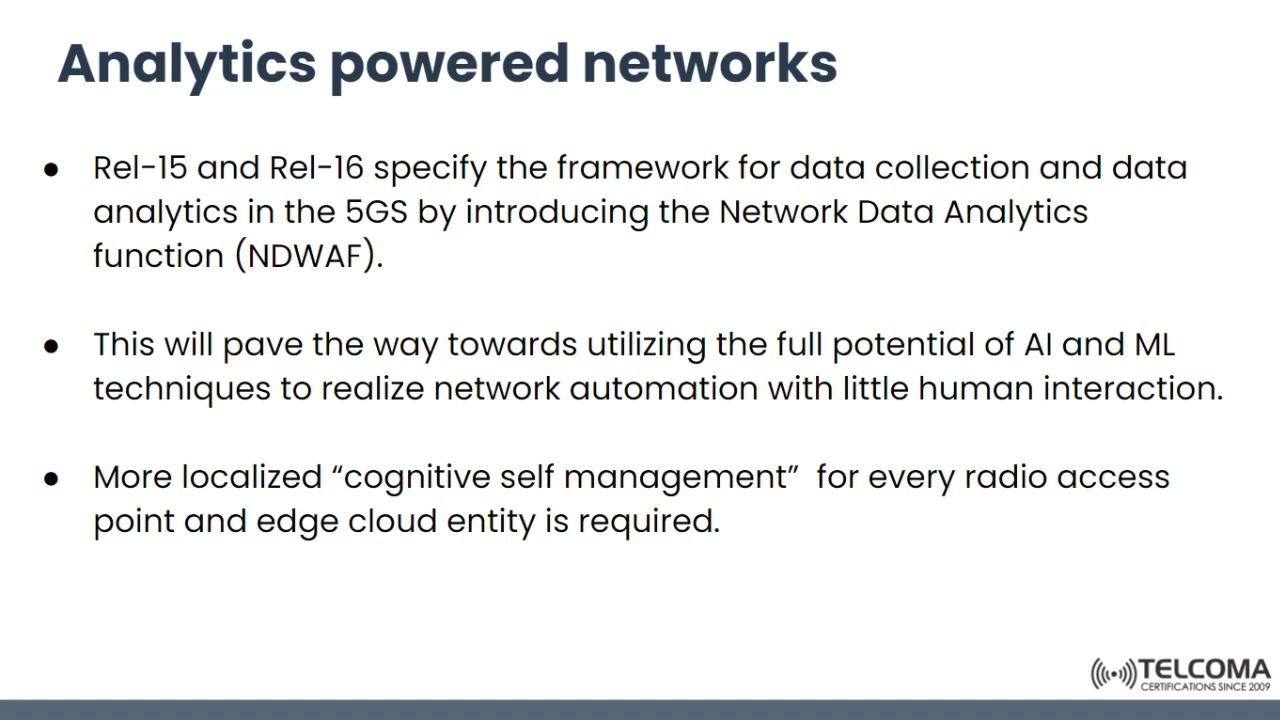 Analytics powered networks
● Rel-15 and Rel-16 specify the framework for data collection and data
analytics in the 5GS by introducing the Network Data Analytics
function (NDWAF).
● This will pave the way towards utilizing the full potential of AI and ML
techniques to realize network automation with little human interaction.
● More localized “cognitive self management”  for every radio access
point and edge cloud entity is required.
TELCOMA
CERTIFICATIONS SINCE 2009